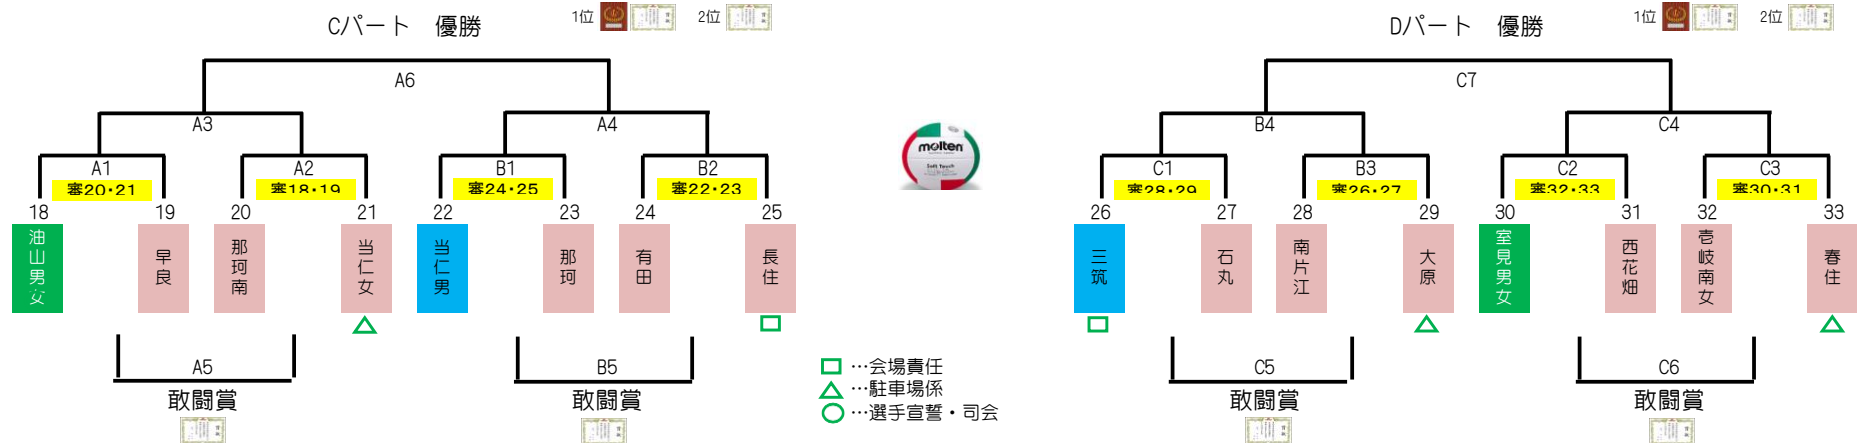 Cパート 優勝
1位
2位
A6
A3
A4
A1
A2
B1
B2
審20・21
審18・19
審24・25
審22・23
18
19
20
21
22
23
24
25
油山男女
早良
那珂南
当仁女
当仁男
那珂
有田
長住
A5
B5
敢闘賞
敢闘賞
molten
Soft Touch
□…会場責任
△…駐車場係
○…選手宣誓・司会
Dパート 優勝
1位
2位
C7
B4
C4
C1
B3
C2
C3
審28・29
審26・27
審32・33
審30・31
26
27
28
29
30
31
32
33
三筑
石丸
南片江
大原
室見男女
西花畑
壱岐南女
春住
C5
C6
敢闘賞
敢闘賞